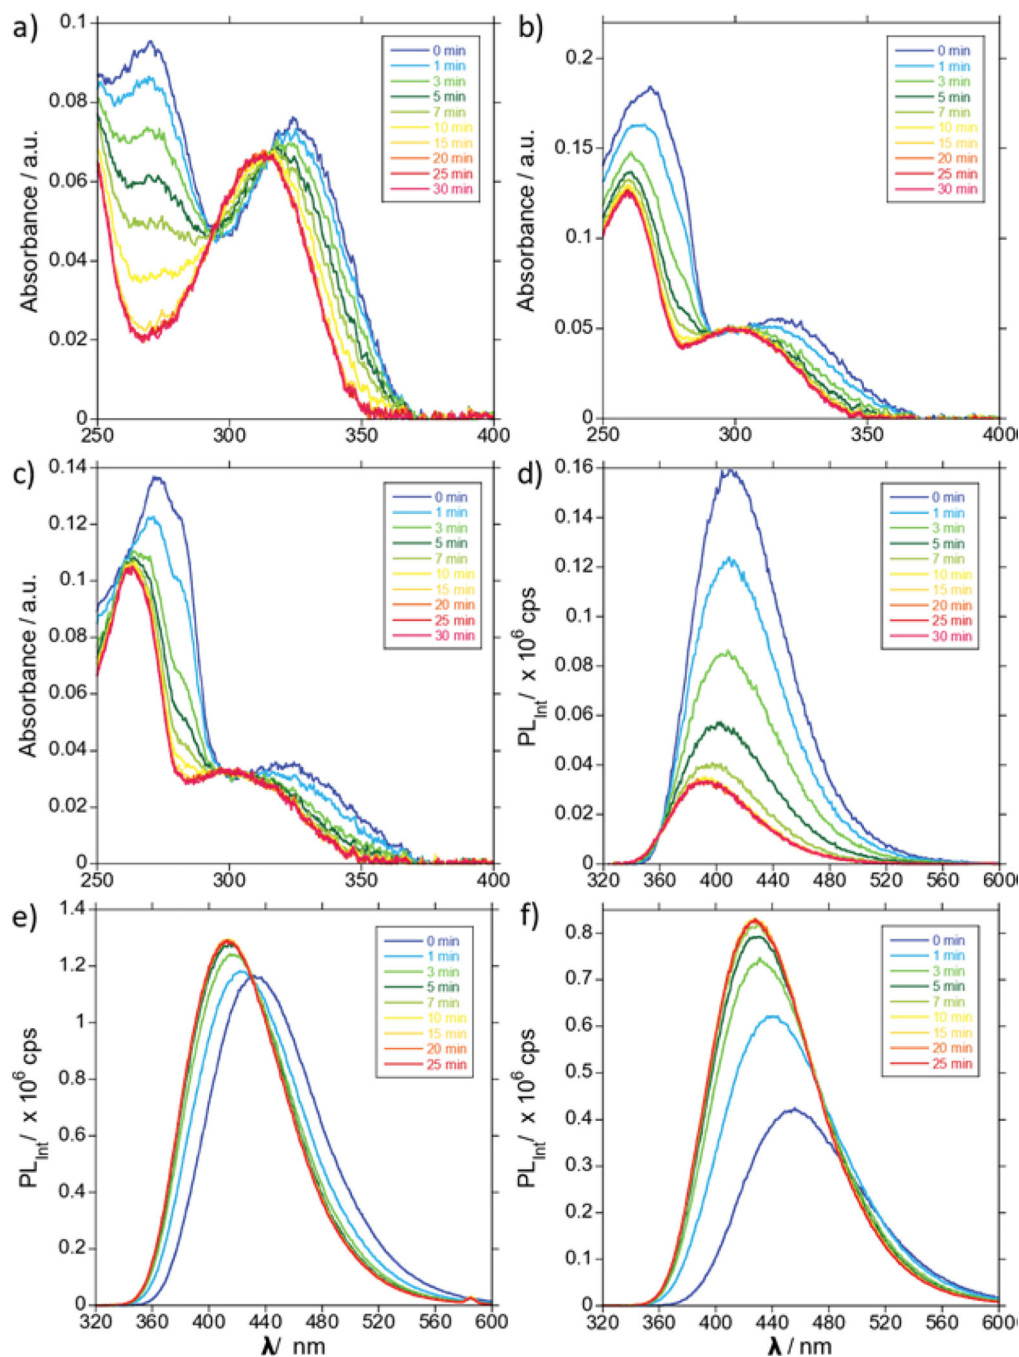 a)
0.1
0.08
0.06
0.04
0.02
0
Absorbance / a.u.
250 300 350 400
0 min
1 min
3 min
5 min
7 min
10 min
15 min
20 min
25 min
30 min
b)
0.2
0.15
0.1
0.05
0
Absorbance / a.u.
250 300 350 400
0 min
1 min
3 min
5 min
7 min
10 min
15 min
20 min
25 min
30 min
c)
0.14
0.12
0.1
0.08
0.06
0.04
0.02
0
Absorbance / a.u.
250 300 350 400
0 min
1 min
3 min
5 min
7 min
10 min
15 min
20 min
25 min
30 min
d)
0.16
0.14
0.12
0.1
0.08
0.06
0.04
0.02
0
PL_Int / x 10^6 cps
320 360 400 440 480 520 560 600
0 min
1 min
3 min
5 min
7 min
10 min
15 min
20 min
25 min
30 min
e)
1.4
1.2
1
0.8
0.6
0.4
0.2
0
PL_Int / x 10^6 cps
320 360 400 440 480 520 560 600
λ/ nm
0 min
1 min
3 min
5 min
7 min
10 min
15 min
20 min
25 min
f)
0.8
0.7
0.6
0.5
0.4
0.3
0.2
0.1
0
PL_Int / x 10^6 cps
320 360 400 440 480 520 560 600
λ/ nm
0 min
1 min
3 min
5 min
7 min
10 min
15 min
20 min
25 min